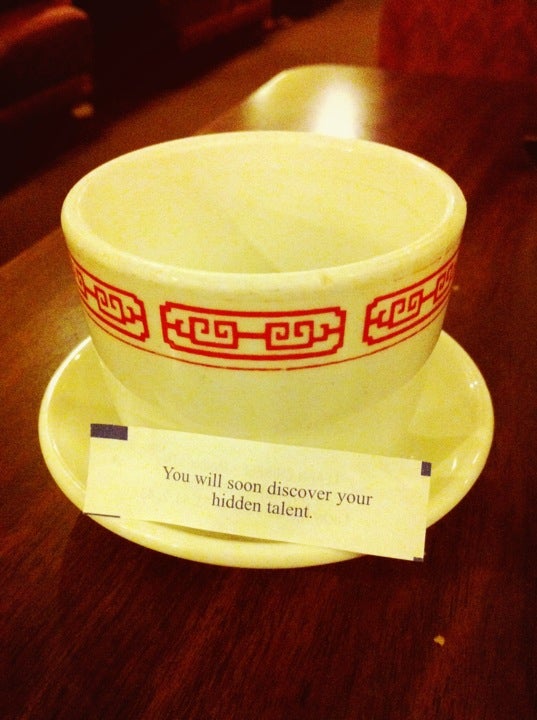 You will soon discover your
hidden talent.